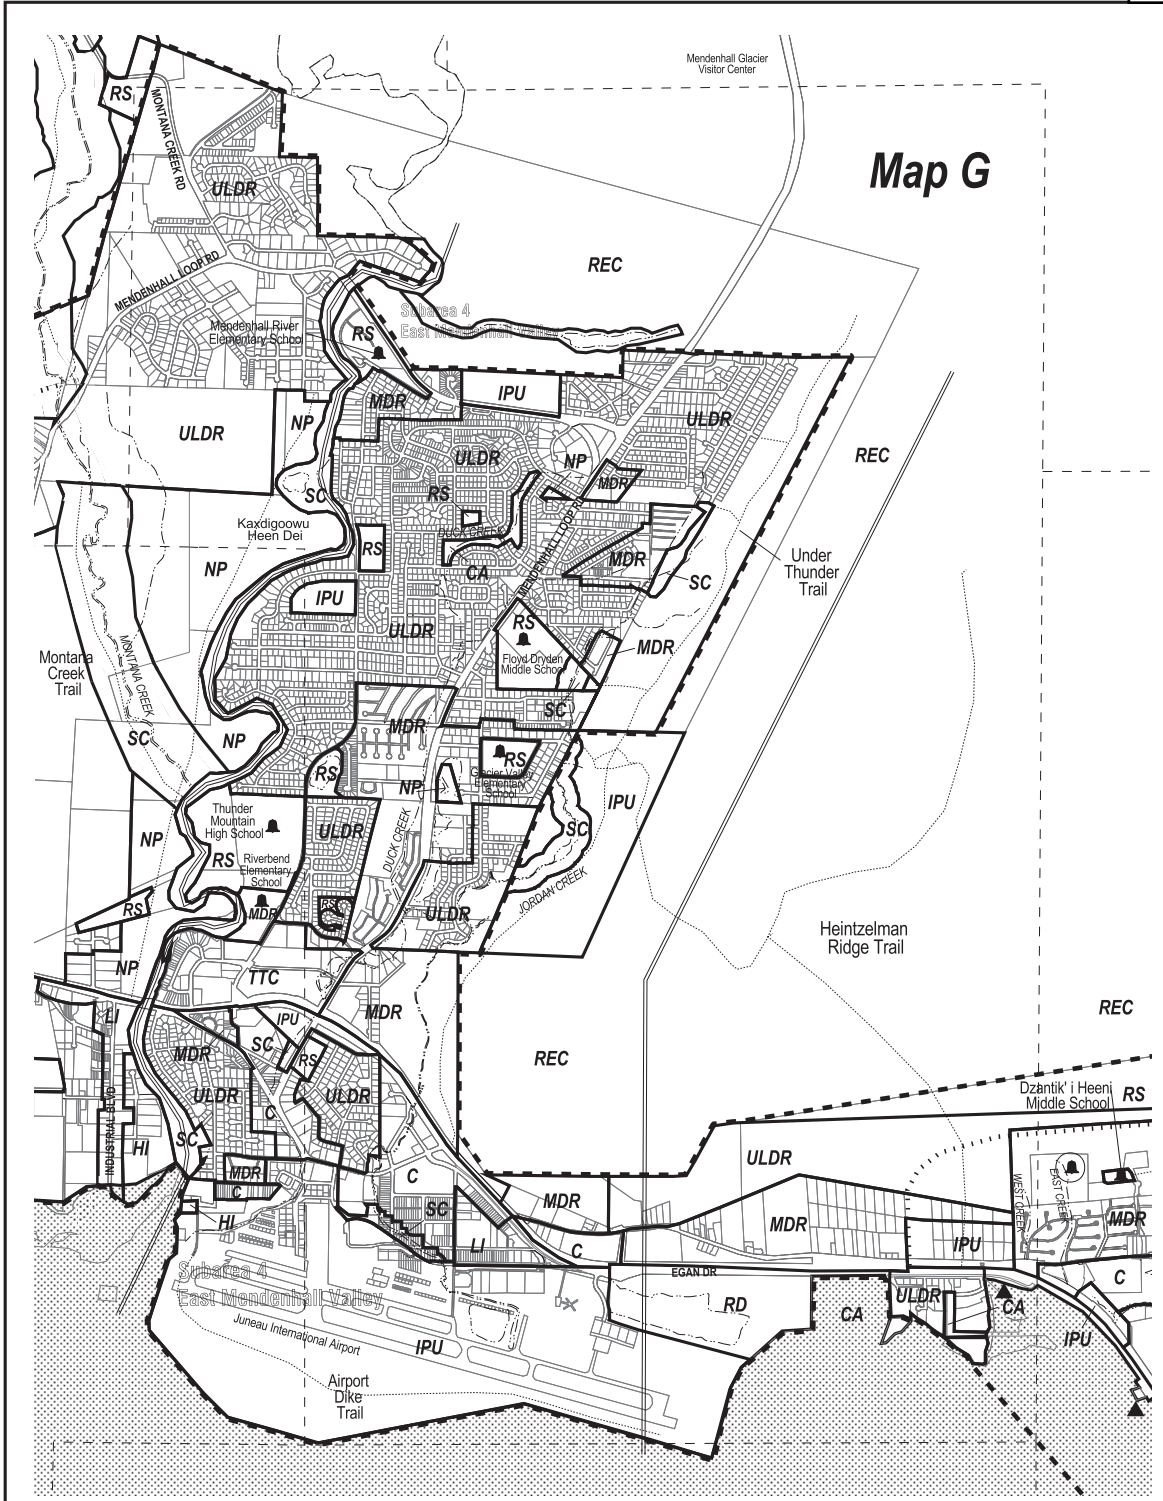 Mendenhall Glacier
Visitor Center
RS
MONTANA CREEK RD
Map G
ULDR
MENDENHALL LOOP RD
REC
Subarea 4
East Mendenhall Valley
Mendenhall River
Elementary School
RS
MDR
IPU
ULDR
NP
ULDR
ULDR
NP
MDR
REC
SC
RS
DUCK CREEK
MENDENHALL LOOP RD
Kaxdigoowu
Heen Dei
RS
NP
CA
MDR
SC
Under
Thunder
Trail
IPU
ULDR
RS
Floyd Dryden
Middle School
MDR
Montana
Creek
Trail
MONTANA CREEK
SC
MDR
SC
NP
RS
RS
Glacier Valley
Elementary
School
NP
IPU
Thunder
Mountain
High School
ULDR
DUCK CREEK
SC
NP
RS
Riverbend
Elementary
School
JORDAN CREEK
RS
MDR
RS
ULDR
Heintzelman
Ridge Trail
NP
TTC
MDR
REC
LI
IPU
SC
MDR
RS
REC
ULDR
C
ULDR
Dzantik' i Heeni
Middle School
RS
INDUSTRIAL BLVD
HI
SC
MDR
C
C
ULDR
WEST CREEK
EAST CREEK
HI
SC
MDR
MDR
MDR
LI
C
IPU
C
EGAN DR
Subarea 4
East Mendenhall Valley
RD
CA
ULDR
CA
Juneau International Airport
IPU
IPU
Airport
Dike
Trail